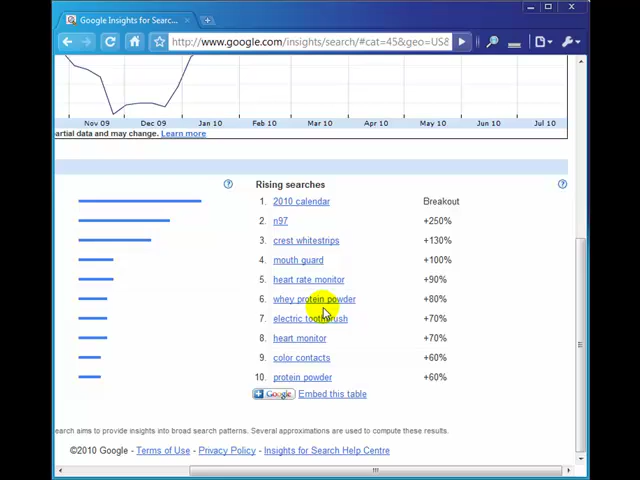 Google Insights for Searc...
http://www.google.com/insights/search/#cat=45&geo=US&
Nov 09 Dec 09 Jan 10 Feb 10 Mar 10 Apr 10 May 10 Jun 10 Jul 10
partial data and may change. Learn more
Rising searches
1. 2010 calendar Breakout
2. n97 +250%
3. crest whitestrips +130%
4. mouth guard +100%
5. heart rate monitor +90%
6. whey protein powder +80%
7. electric toothbrush +70%
8. heart monitor +70%
9. color contacts +60%
10. protein powder +60%
Google Embed this table
earch aims to provide insights into broad search patterns. Several approximations are used to compute these results.
©2010 Google - Terms of Use - Privacy Policy - Insights for Search Help Centre